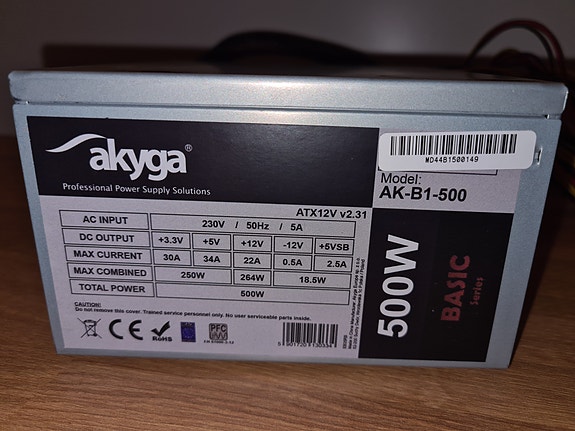 akyga®
Professional Power Supply Solutions
MD44B1500149
Model:
AK-B1-500
ATX12V v2.31
AC INPUT 230V / 50Hz / 5A
DC OUTPUT +3.3V +5V +12V -12V +5VSB
MAX CURRENT 30A 34A 22A 0.5A 2.5A
MAX COMBINED 250W 264W 18.5W
TOTAL POWER 500W
CAUTION!
Do not remove this cover. Trained service personnel only. No user serviceable parts inside.
CE
RoHS
PFC
5 901720 130334
500W
BASIC
Series